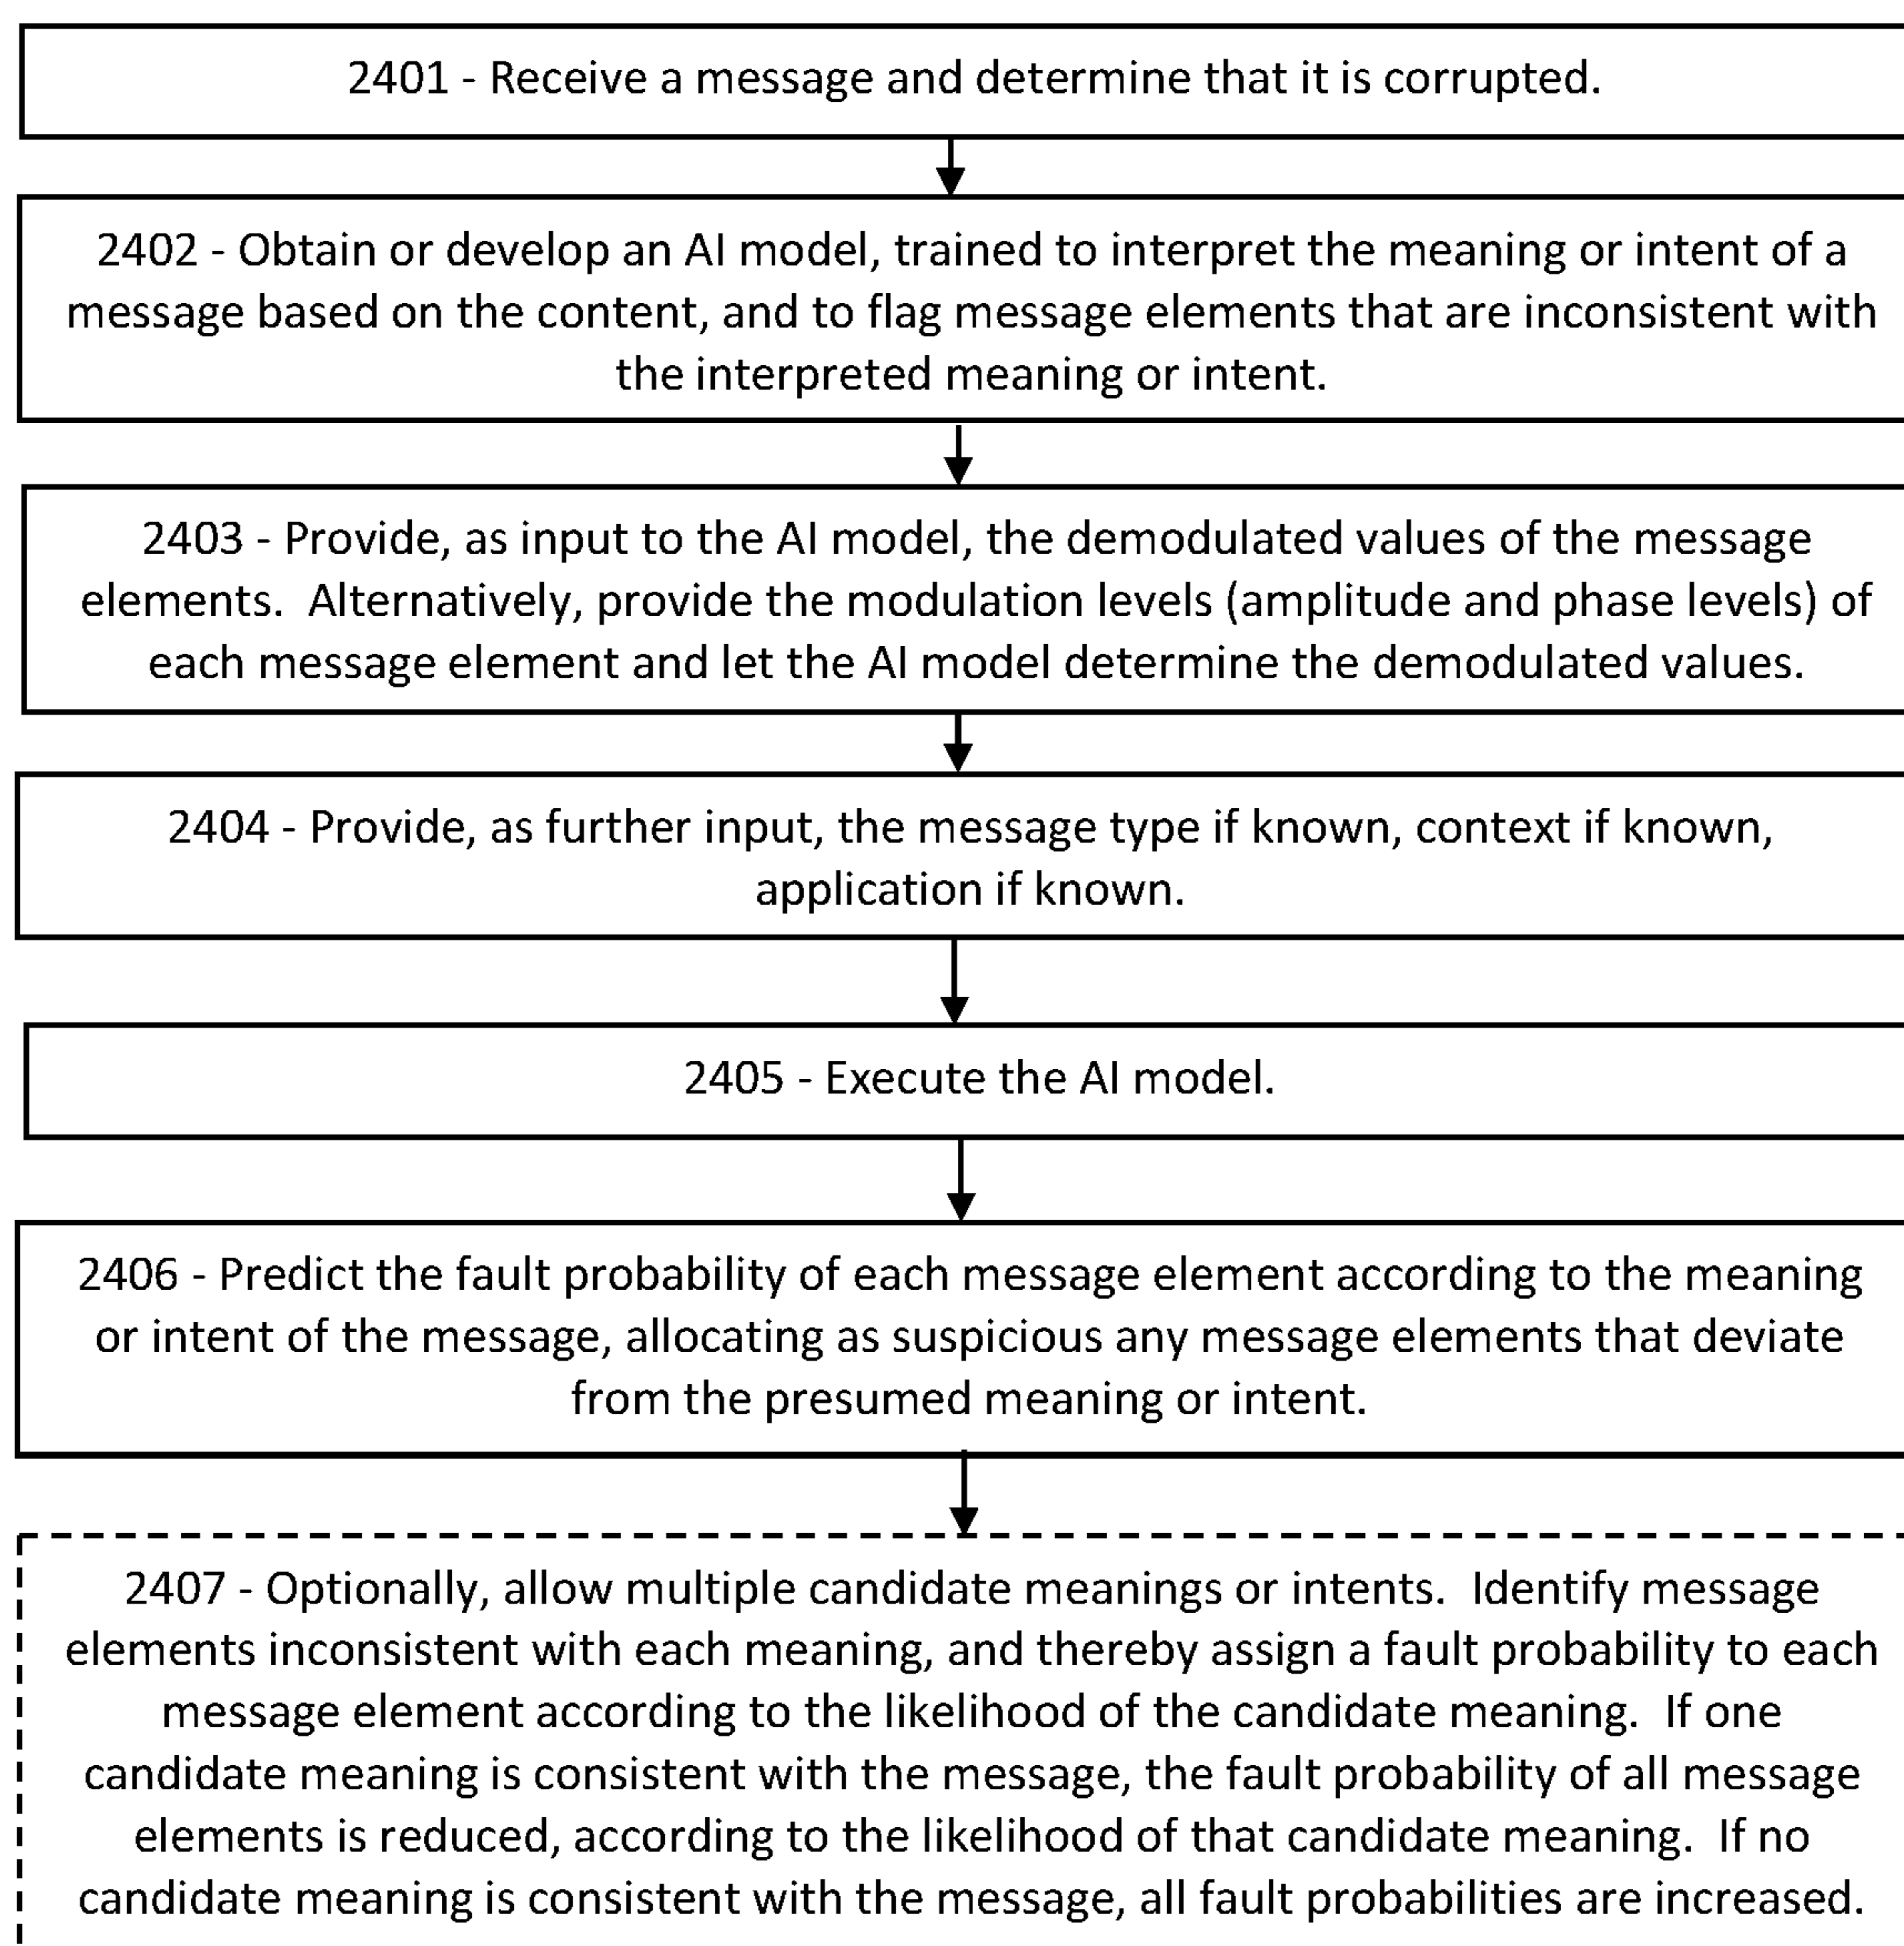 2401 - Receive a message and determine that it is corrupted.
2402 - Obtain or develop an AI model, trained to interpret the meaning or intent of a
message based on the content, and to flag message elements that are inconsistent with
the interpreted meaning or intent.
2403 - Provide, as input to the AI model, the demodulated values of the message
elements.  Alternatively, provide the modulation levels (amplitude and phase levels) of
each message element and let the AI model determine the demodulated values.
2404 - Provide, as further input, the message type if known, context if known,
application if known.
2405 - Execute the AI model.
2406 - Predict the fault probability of each message element according to the meaning
or intent of the message, allocating as suspicious any message elements that deviate
from the presumed meaning or intent.
2407 - Optionally, allow multiple candidate meanings or intents.  Identify message
elements inconsistent with each meaning, and thereby assign a fault probability to each
message element according to the likelihood of the candidate meaning.  If one
candidate meaning is consistent with the message, the fault probability of all message
elements is reduced, according to the likelihood of that candidate meaning.  If no
candidate meaning is consistent with the message, all fault probabilities are increased.